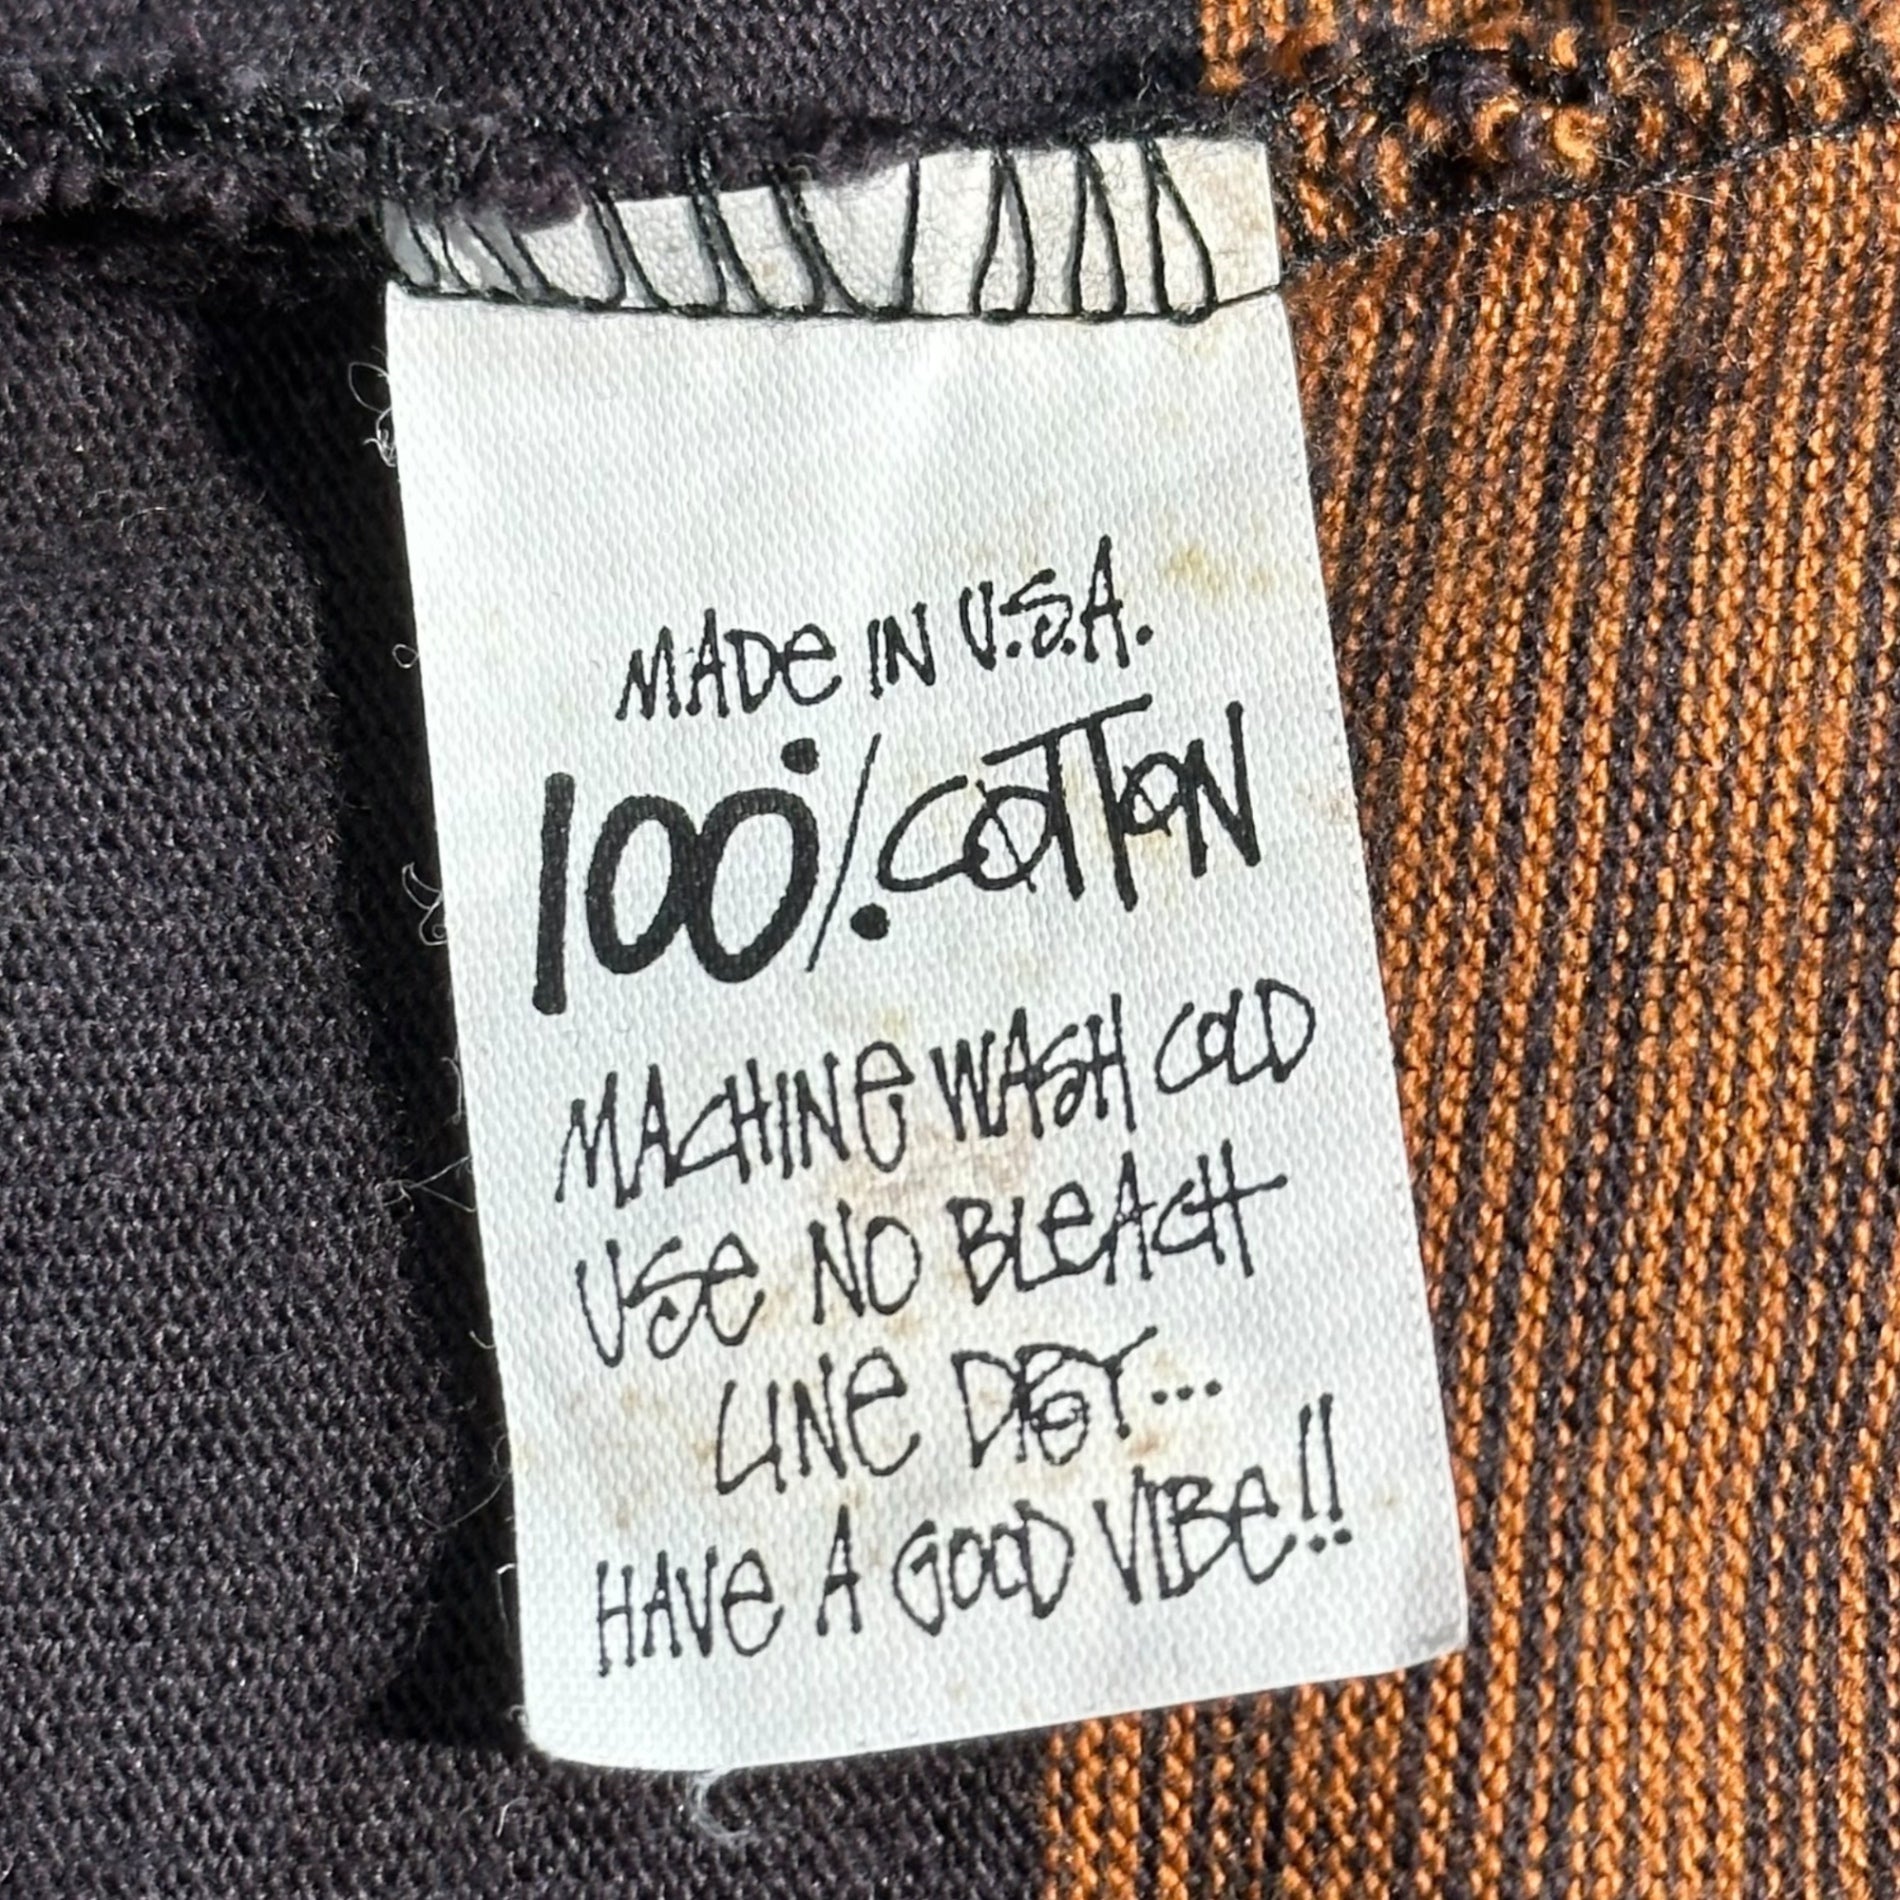 MADe IN U.S.A.
100% COTTON
MACHINe WASH COLD
USe NO BLeACH
LINe DRY...
HAVe A GOOD VIBe!!